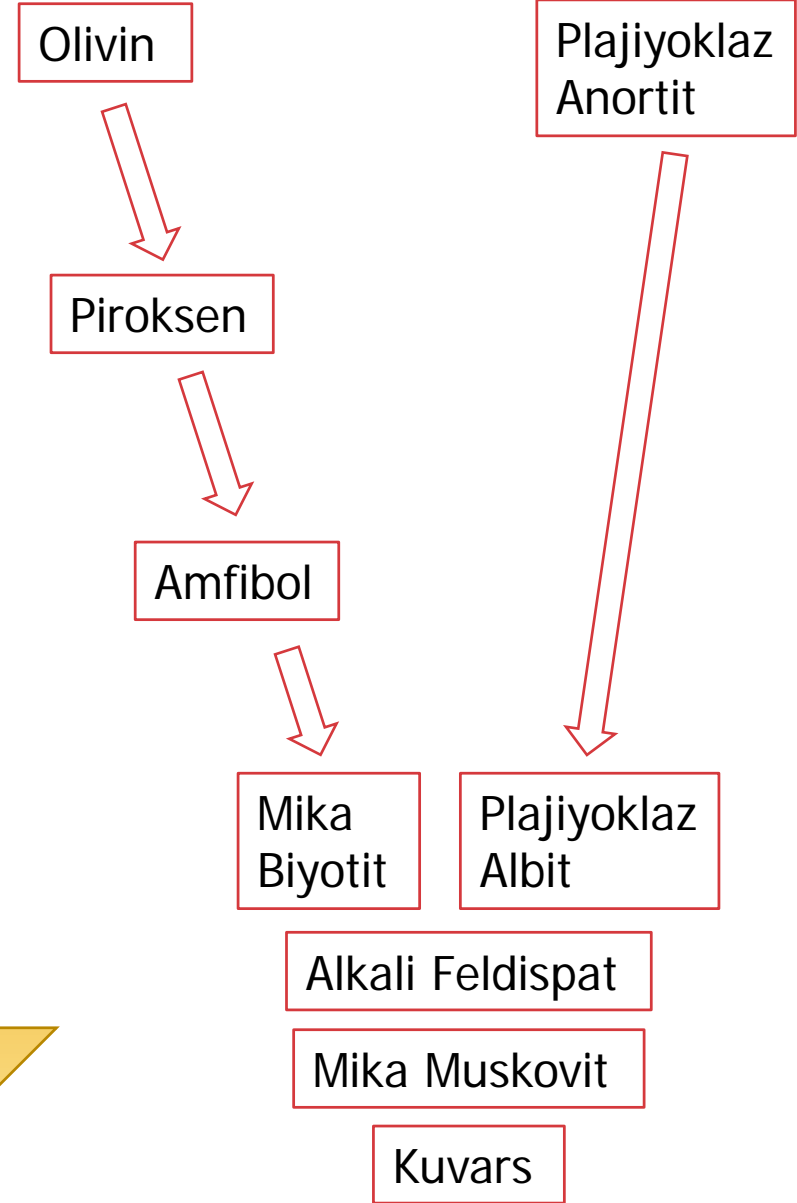 Olivin
Plajiyoklaz
Anortit
Piroksen
Amfibol
Mika
Biyotit
Plajiyoklaz
Albit
Alkali Feldispat
Mika Muskovit
Kuvars